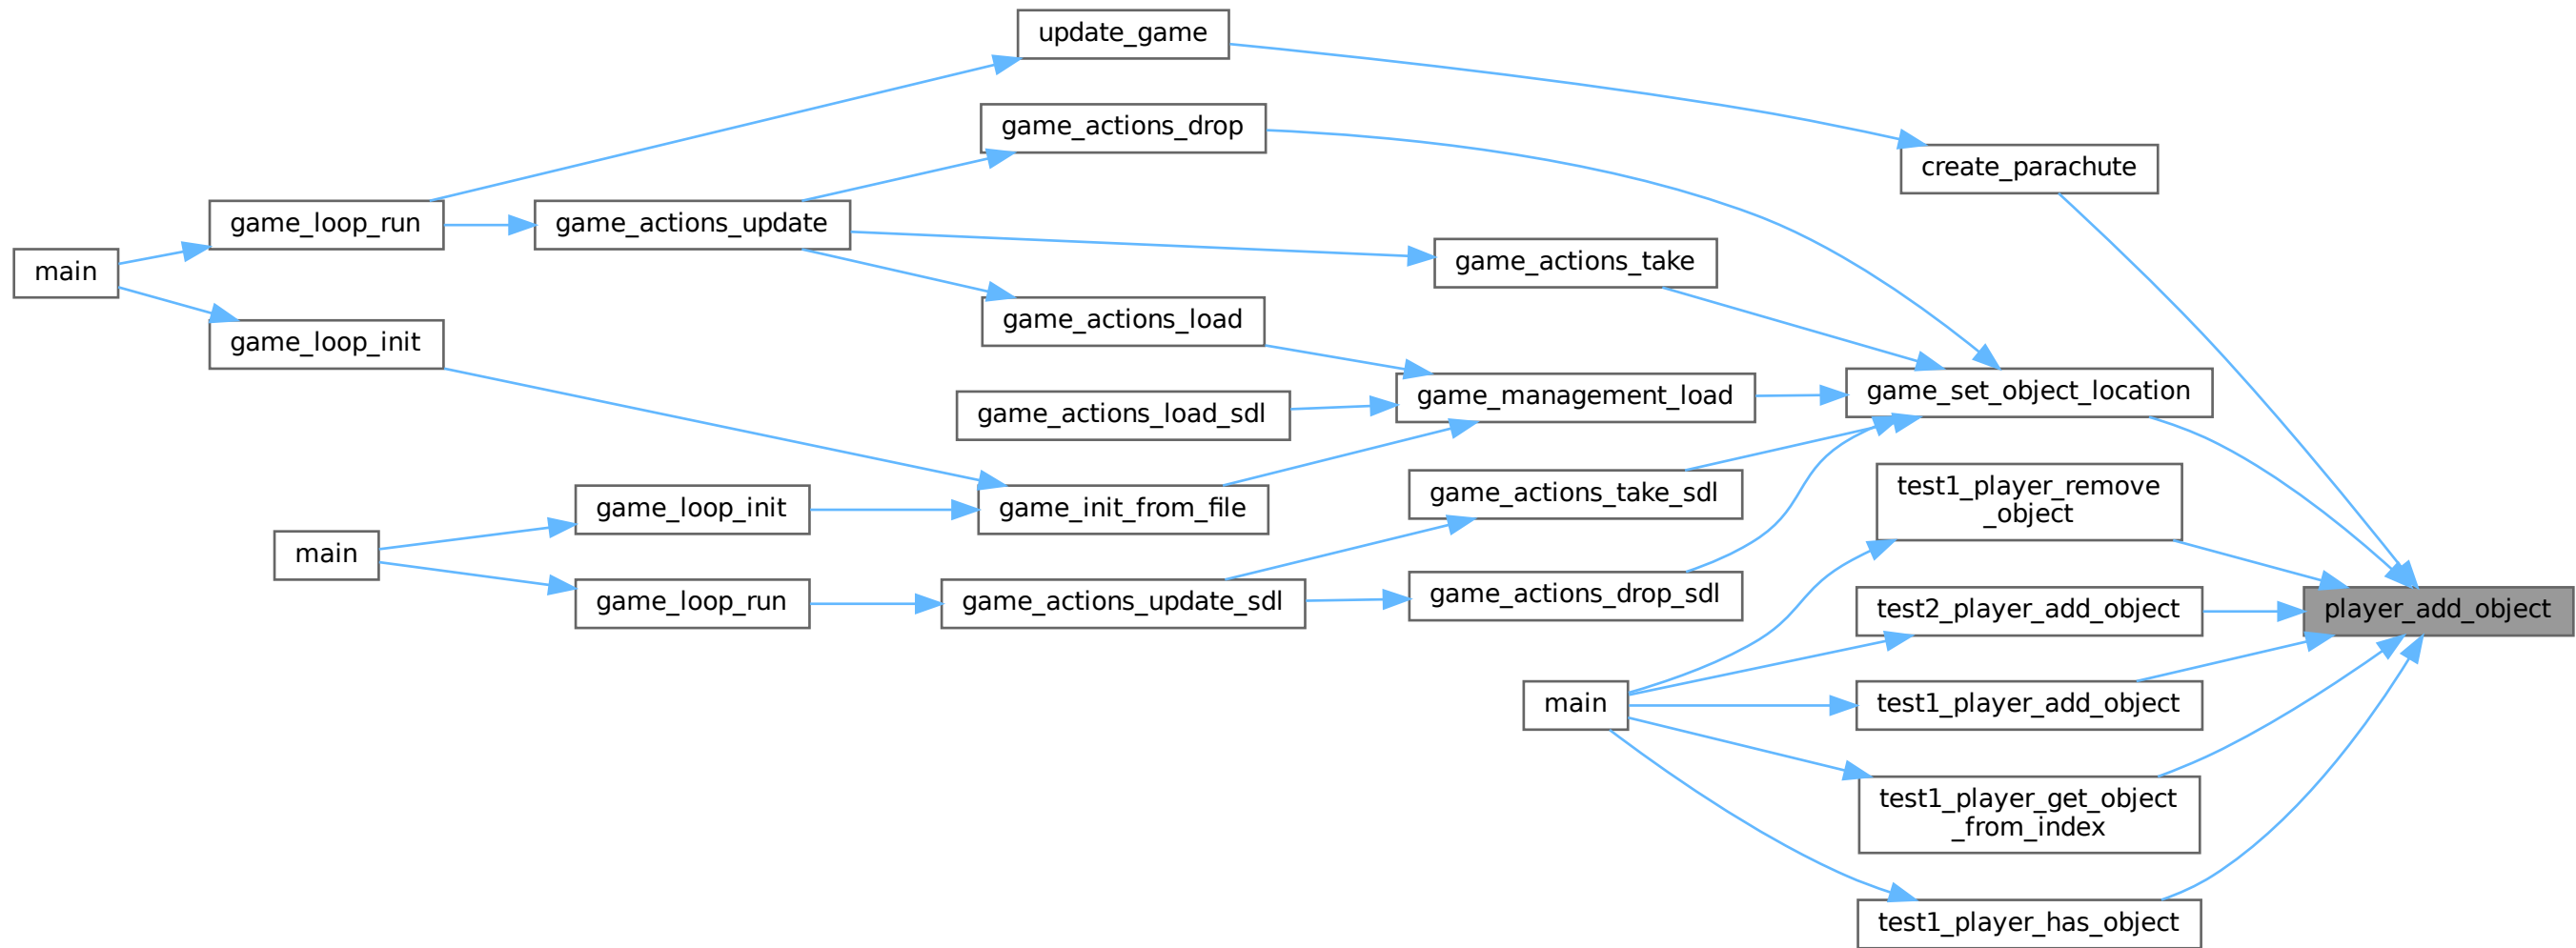 update_game
game_actions_drop
create_parachute
game_loop_run
game_actions_update
game_actions_take
main
game_actions_load
game_loop_init
game_management_load
game_set_object_location
game_actions_load_sdl
game_actions_take_sdl
test1_player_remove
_object
game_loop_init
game_init_from_file
main
game_loop_run
game_actions_update_sdl
game_actions_drop_sdl
test2_player_add_object
player_add_object
main
test1_player_add_object
test1_player_get_object
_from_index
test1_player_has_object